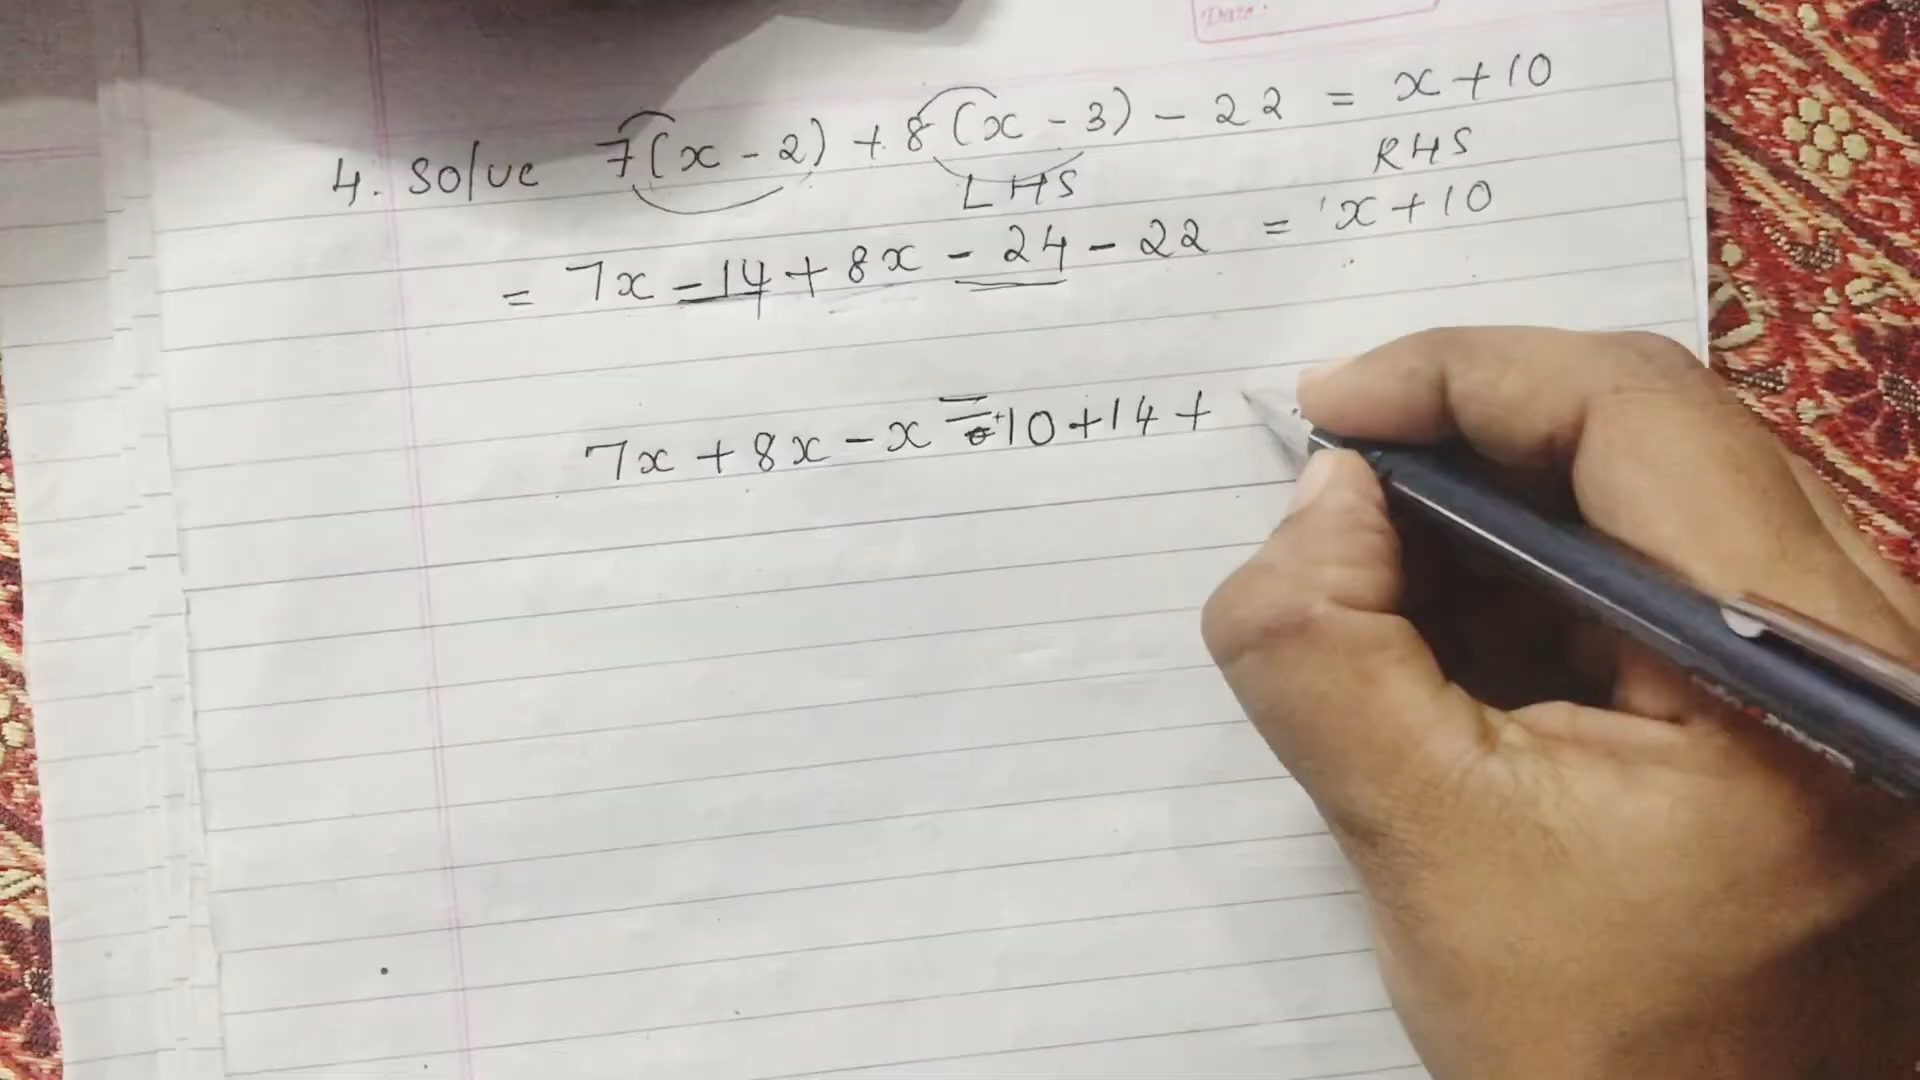 Date:
4. Solve 7(x - 2) + 8(x - 3) - 22 = x + 10
LHS RHS
= 7x - 14 + 8x - 24 - 22 = x + 10
7x + 8x - x = +10 + 14 +